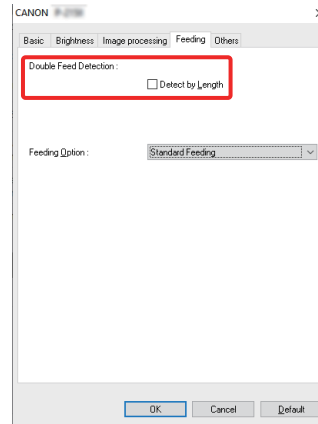 CANON
Basic Brightness Image processing Feeding Others
Double Feed Detection :
Detect by Length
Feeding Option : Standard Feeding
OK Cancel Default